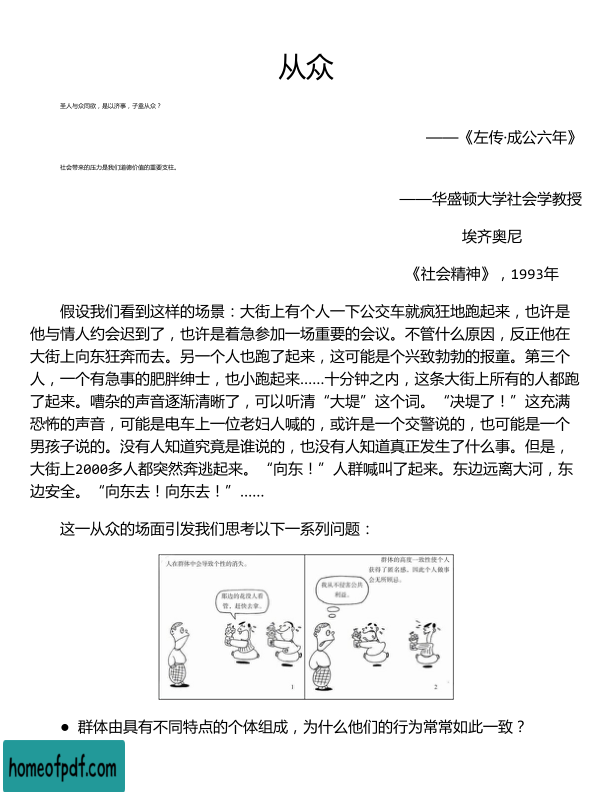 从众
圣人与众同欲，是以济事，子盍从众？
——《左传·成公六年》
社会带来的压力是我们道德价值的重要支柱。
——华盛顿大学社会学教授
埃齐奥尼
《社会精神》，1993年
假设我们看到这样的场景：大街上有个人一下公交车就疯狂地跑起来，也许是
他与情人约会迟到了，也许是着急参加一场重要的会议。不管什么原因，反正他在
大街上向东狂奔而去。另一个人也跑了起来，这可能是个兴致勃勃的报童。第三个
人，一个有急事的肥胖绅士，也小跑起来……十分钟之内，这条大街上所有的人都跑
了起来。嘈杂的声音逐渐清晰了，可以听清“大堤”这个词。“决堤了！”这充满
恐怖的声音，可能是电车上一位老妇人喊的，或许是一个交警说的，也可能是一个
男孩子说的。没有人知道究竟是谁说的，也没有人知道真正发生了什么事。但是，
大街上2000多人都突然奔逃起来。“向东！”人群喊叫了起来。东边远离大河，东
边安全。“向东去！向东去！”……
这一从众的场面引发我们思考以下一系列问题：
人在群体中会导致个性的消失。
那边的花没人看
管，赶快去拿。
1
群体的高度一致性使个人
获得了匿名感，因此个人做事
会无所顾忌。
我从不侵害公共
利益。
2
● 群体由具有不同特点的个体组成，为什么他们的行为常常如此一致？
homeofpdf.com